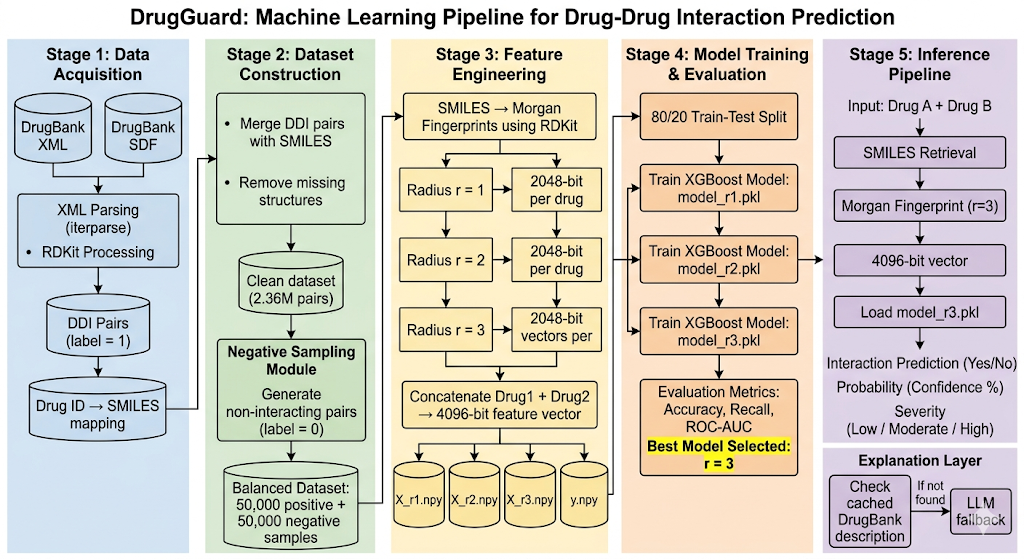 DrugGuard: Machine Learning Pipeline for Drug-Drug Interaction Prediction
Stage 1: Data
Acquisition
DrugBank
XML
DrugBank
SDF
XML Parsing
(iterparse)
• RDKit Processing
DDI Pairs
(label = 1)
Drug ID → SMILES
mapping
Stage 2: Dataset
Construction
• Merge DDI pairs
with SMILES
• Remove missing
structures
Clean dataset
(2.36M pairs)
Negative Sampling
Module
Generate
non-interacting pairs
(label = 0)
Balanced Dataset:
50,000 positive +
50,000 negative
samples
Stage 3: Feature
Engineering
SMILES → Morgan
Fingerprints using RDKit
Radius r = 1
2048-bit
per drug
Radius r = 2
2048-bit
per drug
Radius r = 3
2048-bit
vectors per
Concatenate Drug1 + Drug2
→ 4096-bit feature vector
X_r1.npy
X_r2.npy
X_r3.npy
y.npy
Stage 4: Model Training
& Evaluation
80/20 Train-Test Split
Train XGBoost Model:
model_r1.pkl
Train XGBoost Model:
model_r2.pkl
Train XGBoost Model:
model_r3.pkl
Evaluation Metrics:
Accuracy, Recall,
ROC-AUC
Best Model Selected:
r = 3
Stage 5: Inference
Pipeline
Input: Drug A + Drug B
SMILES Retrieval
Morgan Fingerprint (r=3)
4096-bit vector
Load model_r3.pkl
Interaction Prediction (Yes/No)
Probability (Confidence %)
Severity
(Low / Moderate / High)
Explanation Layer
Check
cached
DrugBank
description
If not
found
LLM
fallback